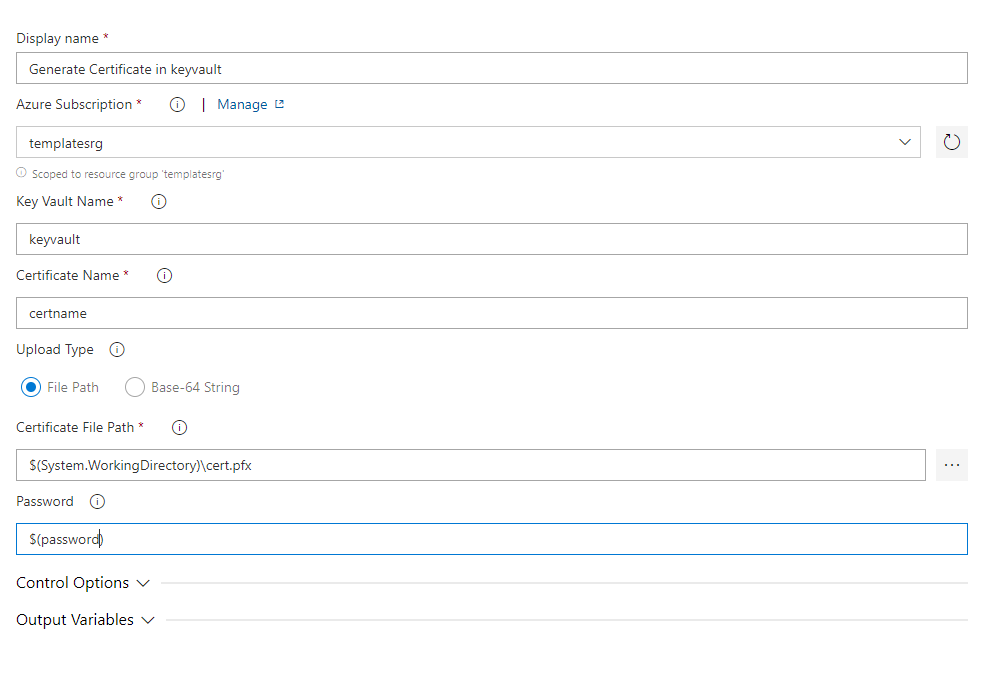 Display name *
Generate Certificate in keyvault
Azure Subscription * | Manage
templatesrg
Scoped to resource group 'templatesrg'
Key Vault Name *
keyvault
Certificate Name *
certname
Upload Type
File Path Base-64 String
Certificate File Path *
$(System.WorkingDirectory)\cert.pfx ...
Password
$(password)
Control Options
Output Variables